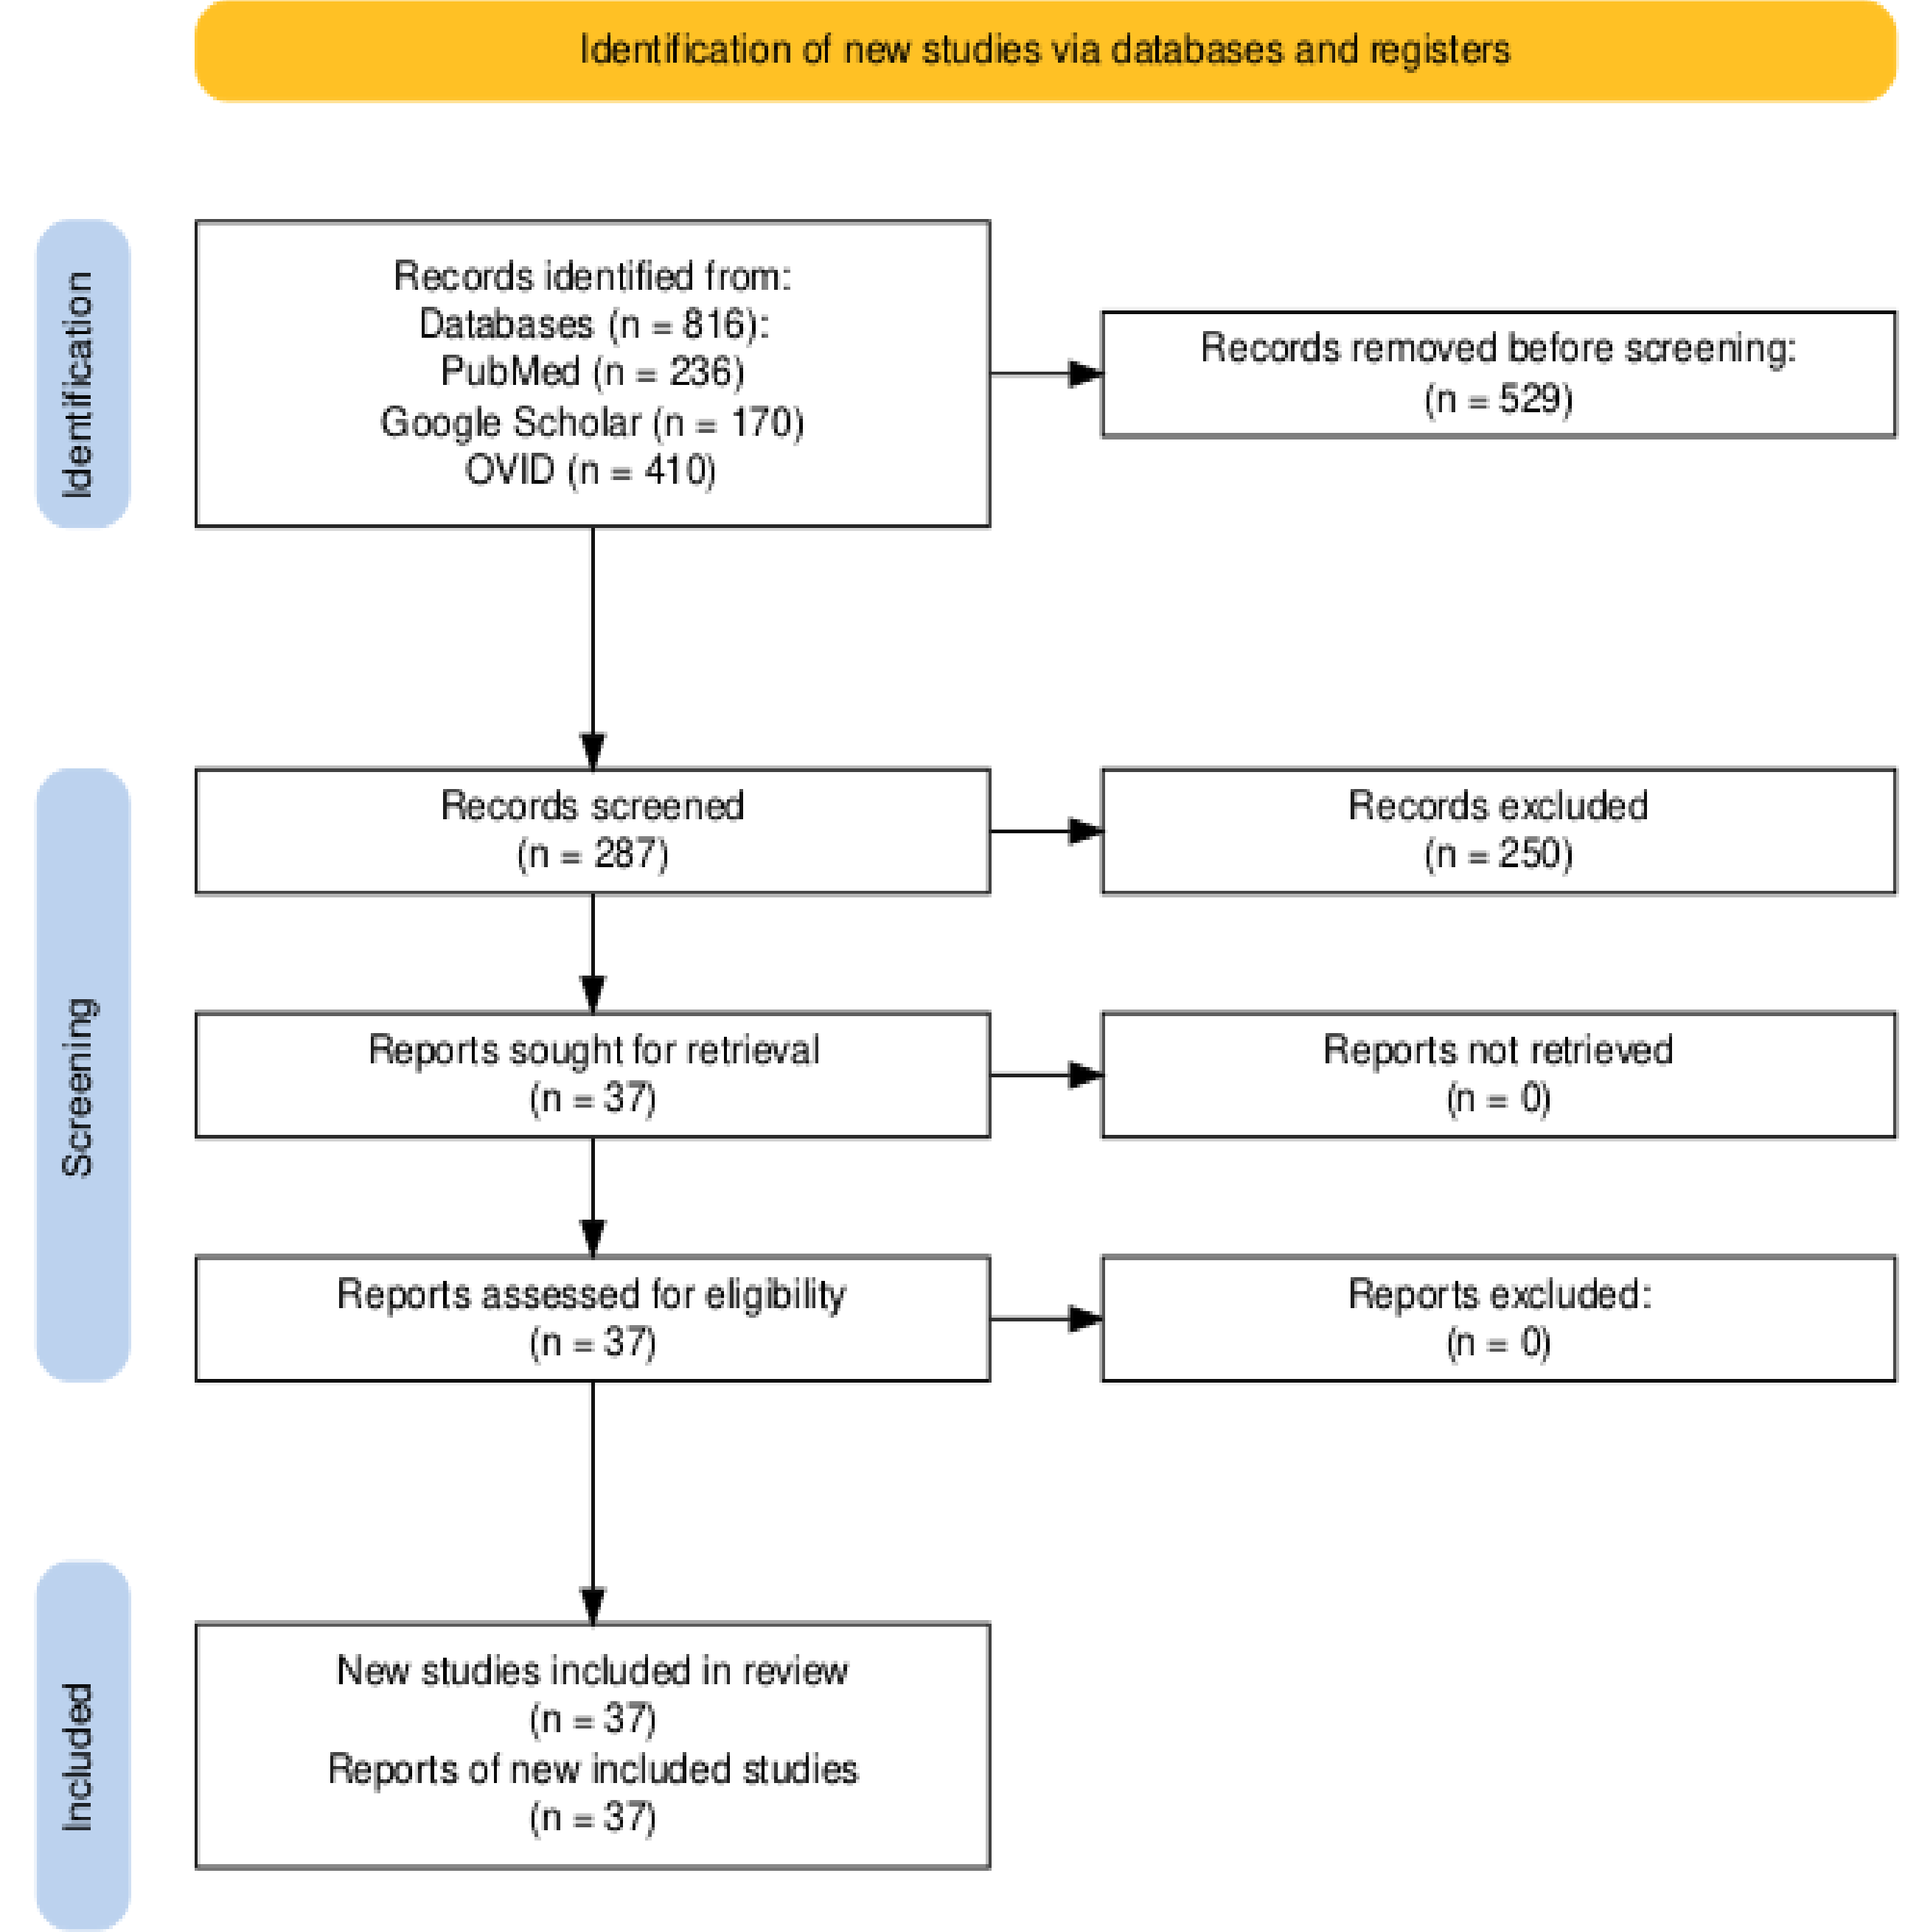 Identification of new studies via databases and registers
Identification
Records identified from:
Databases (n = 816):
PubMed (n = 236)
Google Scholar (n = 170)
OVID (n = 410)
Records removed before screening:
(n = 529)
Screening
Records screened
(n = 287)
Records excluded
(n = 250)
Reports sought for retrieval
(n = 37)
Reports not retrieved
(n = 0)
Reports assessed for eligibility
(n = 37)
Reports excluded:
(n = 0)
Included
New studies included in review
(n = 37)
Reports of new included studies
(n = 37)